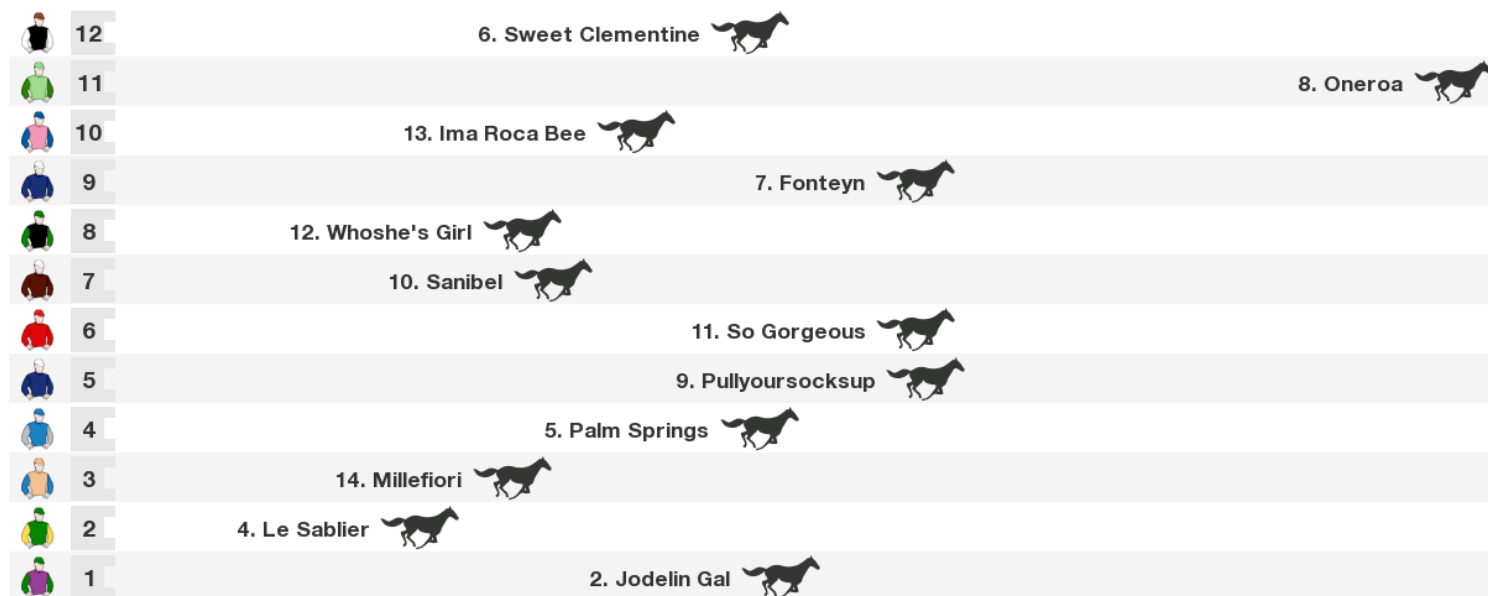 12 6. Sweet Clementine
11 8. Oneroa
10 13. Ima Roca Bee
9 7. Fonteyn
8 12. Whoshe's Girl
7 10. Sanibel
6 11. So Gorgeous
5 9. Pullyoursocksup
4 5. Palm Springs
3 14. Millefiori
2 4. Le Sablier
1 2. Jodelin Gal